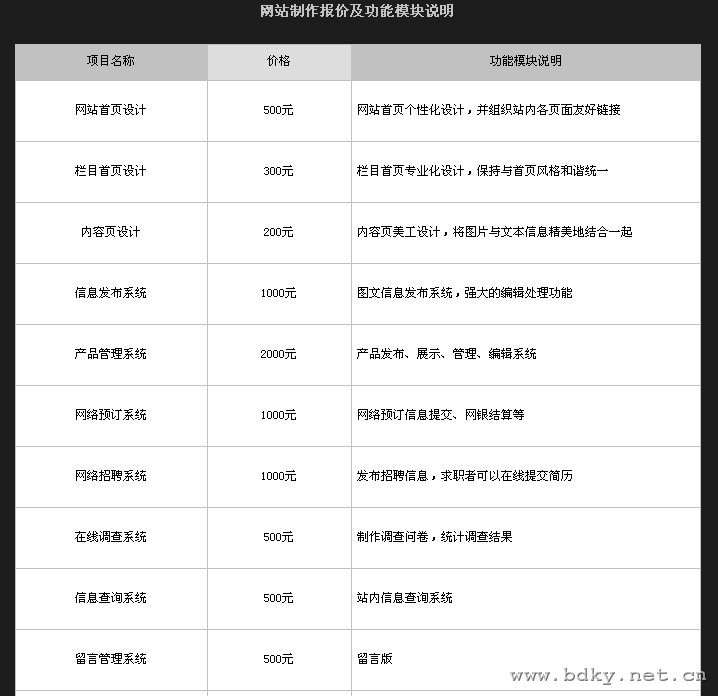 网站制作报价及功能模块说明
项目名称 价格 功能模块说明
网站首页设计 500元 网站首页个性化设计，并组织站内各页面友好链接
栏目首页设计 300元 栏目首页专业化设计，保持与首页风格和谐统一
内容页设计 200元 内容页美工设计，将图片与文本信息精美地结合一起
信息发布系统 1000元 图文信息发布系统，强大的编辑处理功能
产品管理系统 2000元 产品发布、展示、管理、编辑系统
网络预订系统 1000元 网络预订信息提交、网银结算等
网络招聘系统 1000元 发布招聘信息，求职者可以在线提交简历
在线调查系统 500元 制作调查问卷，统计调查结果
信息查询系统 500元 站内信息查询系统
留言管理系统 500元 留言版
www.bdky.net.cn